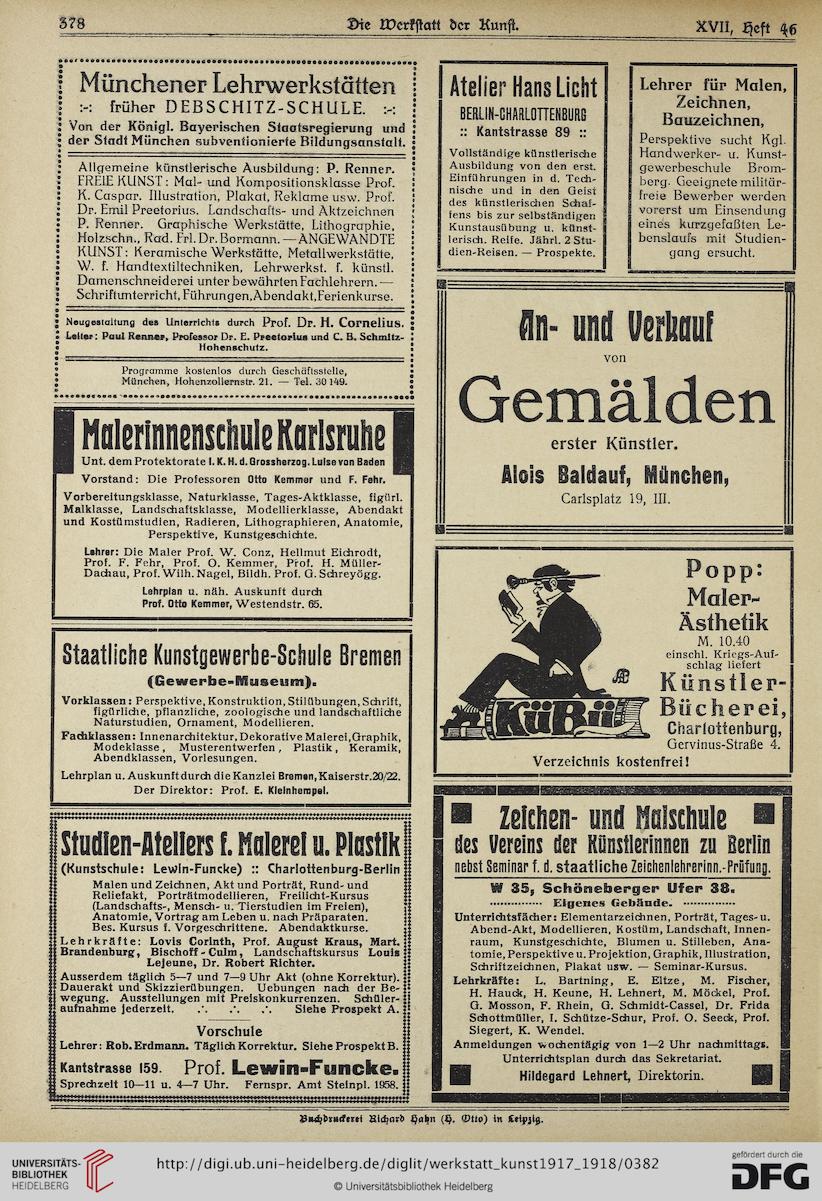 378
Die Werkstatt der Kunst.
XVII, Heft 46
Münchener Lehrwerkstätten
:-: früher DEBSCHITZ-SCHULE. :-:
Von der Königl. Bayerischen Staatsregierung und
der Stadt München subventionierte Bildungsanstalt.
Allgemeine künstlerische Ausbildung: P. Renner.
FREIE KUNST: Mal- und Kompositionsklasse Prof.
K. Caspar. Illustration, Plakat, Reklame usw. Prof.
Dr. Emil Preetorius. Landschafts- und Aktzeichnen
P. Renner. Graphische Werkstätte, Lithographie,
Holzschn., Rad. Frl. Dr. Bormann. — ANGEWANDTE
KUNST: Keramische Werkstätte, Metallwerkstätte,
W. f. Handtextiltechniken, Lehrwerkst. f. künstl.
Damenschneiderei unter bewährten Fachlehrern. —
Schriftunterricht, Führungen, Abendakt, Ferienkurse.
Neugestaltung des Unterrichts durch Prof. Dr. H. Cornelius.
Leiter: Paul Renner, Professor Dr. E. Preetorius und C. B. Schmitz-
Hohenschutz.
Programme kostenlos durch Geschäftsstelle,
München, Hohenzollernstr. 21. — Tel. 30149.
Malerinnenschule Karlsruhe
Unt. dem Protektorate I. K. H. d. Grossherzog. Luise von Baden
Vorstand: Die Professoren Otto Kemmer und F. Fehr.
Vorbereitungsklasse, Naturklasse, Tages-Aktklasse, figürl.
Malklasse, Landschaftsklasse, Modellierklasse, Abendakt
und Kostümstudien, Radieren, Lithographieren, Anatomie,
Perspektive, Kunstgeschichte.
Lehrer: Die Maler Prof. W. Conz, Hellmut Eichrodt,
Prof. F. Fehr, Prof. O. Kemmer, Prof. H. Müller-
Dachau, Prof. Wilh. Nagel, Bildh. Prof. G. Schreyögg.
Lehrplan u. näh. Auskunft durch
Prof. Otto Kemmer, Westendstr. 65.
Staatliche Kunstgewerbe-Schule Bremen
(Gewerbe-Museum).
Vorklassen: Perspektive, Konstruktion, Stilübungen, Schrift,
figürliche, pflanzliche, zoologische und landschaftliche
Naturstudien, Ornament, Modellieren.
Fachklassen: Innenarchitektur, Dekorative Malerei, Graphik,
Modeklasse, Musterentwerfen, Plastik, Keramik,
Abendklassen, Vorlesungen.
Lehrplan u. Auskunft durch die Kanzlei Bremen, Kaiserstr. 20/22.
Der Direktor: Prof. E. Kleinhempel.
Studien-Ateliers f. Malerei u. Plastik
(Kunstschule: Lewin-Funcke) :: Charlottenburg-Berlin
Malen und Zeichnen, Akt und Porträt, Rund- und
Reliefakt, Porträtmodellieren, Freilicht-Kursus
(Landschafts-, Mensch- u. Tierstudien im Freien),
Anatomie, Vortrag am Leben u. nach Präparaten.
Bes. Kursus f. Vorgeschrittene. Abendaktkurse.
Lehrkräfte: Lovis Corinth, Prof. August Kraus, Mart.
Brandenburg, Bischoff-Culm, Landschaftskursus Louis
Lejeune, Dr. Robert Richter.
Ausserdem täglich 5—7 und 7—9 Uhr Akt (ohne Korrektur).
Dauerakt und Skizzierübungen. Uebungen nach der Be-
wegung. Ausstellungen mit Preiskonkurrenzen. Schüler-
aufnahme jederzeit. .·. .·. .·. Siehe Prospekt A.
Vorschule
Lehrer: Rob. Erdmann. Täglich Korrektur. Siehe Prospekt B.
Kantstrasse 159. Prof. Lewin-Funcke.
Sprechzeit 10—11 u. 4—7 Uhr. Fernspr. Amt Steinpl. 1958.
Atelier Hans Licht
BERLIN-CHARLOTTENBURG
:: Kantstrasse 89 ::
Vollständige künstlerische
Ausbildung von den erst.
Einführungen in d. Tech-
nische und in den Geist
des künstlerischen Schaf-
fens bis zur selbständigen
Kunstausübung u. künst-
lerisch. Reife. Jährl. 2 Stu-
dien-Reisen. — Prospekte.
Lehrer für Malen,
Zeichnen,
Bauzeichnen,
Perspektive sucht Kgl.
Handwerker- u. Kunst-
gewerbeschule Brom-
berg. Geeignete militär-
freie Bewerber werden
vorerst um Einsendung
eines kurzgefaßten Le-
benslaufs mit Studien-
gang ersucht.
An- und Verkauf
von
Gemälden
erster Künstler.
Alois Baldauf, München,
Carlsplatz 19, III.
Popp:
Maler-
Ästhetik
M. 10.40
einschl. Kriegs-Auf-
schlag liefert
Künstler-
Bücherei,
Charlottenburg,
Gervinus-Straße 4.
KüBü
Verzeichnis kostenfrei!
Zeichen- und Malschule
des Vereins der Künstlerinnen zu Berlin
nebst Seminar f. d. staatliche Zeichenlehrerinn.-Prüfung.
W 35, Schöneberger Ufer 38.
Eigenes Gebäude.
Unterrichtsfächer: Elementarzeichnen, Porträt, Tages- u.
Abend-Akt, Modellieren, Kostüm, Landschaft, Innen-
raum, Kunstgeschichte, Blumen u. Stilleben, Ana-
tomie, Perspektive u. Projektion, Graphik, Illustration,
Schriftzeichnen, Plakat usw. — Seminar-Kursus.
Lehrkräfte: L. Bartning, E. Eitze, M. Fischer,
H. Hauck, H. Keune, H. Lehnert, M. Möckel, Prof.
G. Mosson, F. Rhein, G. Schmidt-Cassel, Dr. Frida
Schottmüller, I. Schütze-Schur, Prof. O. Seeck, Prof.
Siegert, K. Wendel.
Anmeldungen wochentägig von 1—2 Uhr nachmittags.
Unterrichtsplan durch das Sekretariat.
Hildegard Lehnert, Direktorin.
Buchdruckerei Richard Hahn (H. Otto) in Leipzig.
UNIVERSITÄTS-
BIBLIOTHEK
HEIDELBERG
http://digi.ub.uni-heidelberg.de/diglit/werkstatt_kunst1917_1918/0382
© Universitätsbibliothek Heidelberg
gefördert durch die
DFG